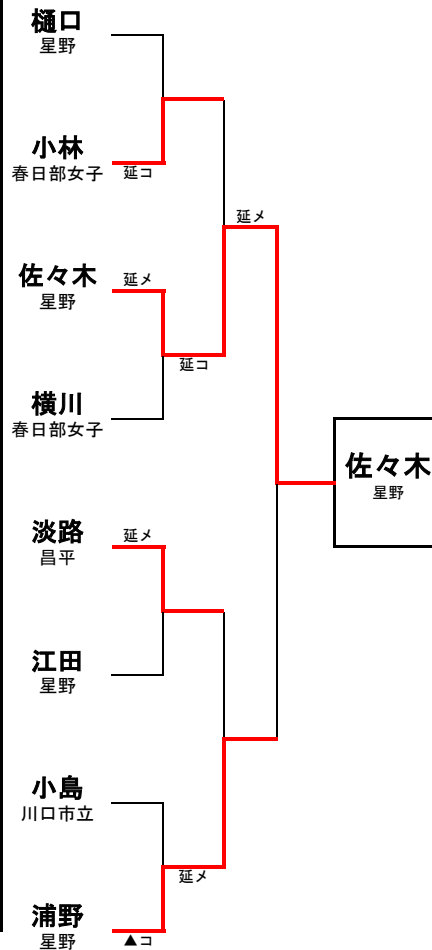 樋口
星野
小林
春日部女子
延コ
延メ
佐々木
星野
延メ
延コ
横川
春日部女子
佐々木
星野
淡路
昌平
延メ
江田
星野
小島
川口市立
延メ
浦野
星野
▲コ